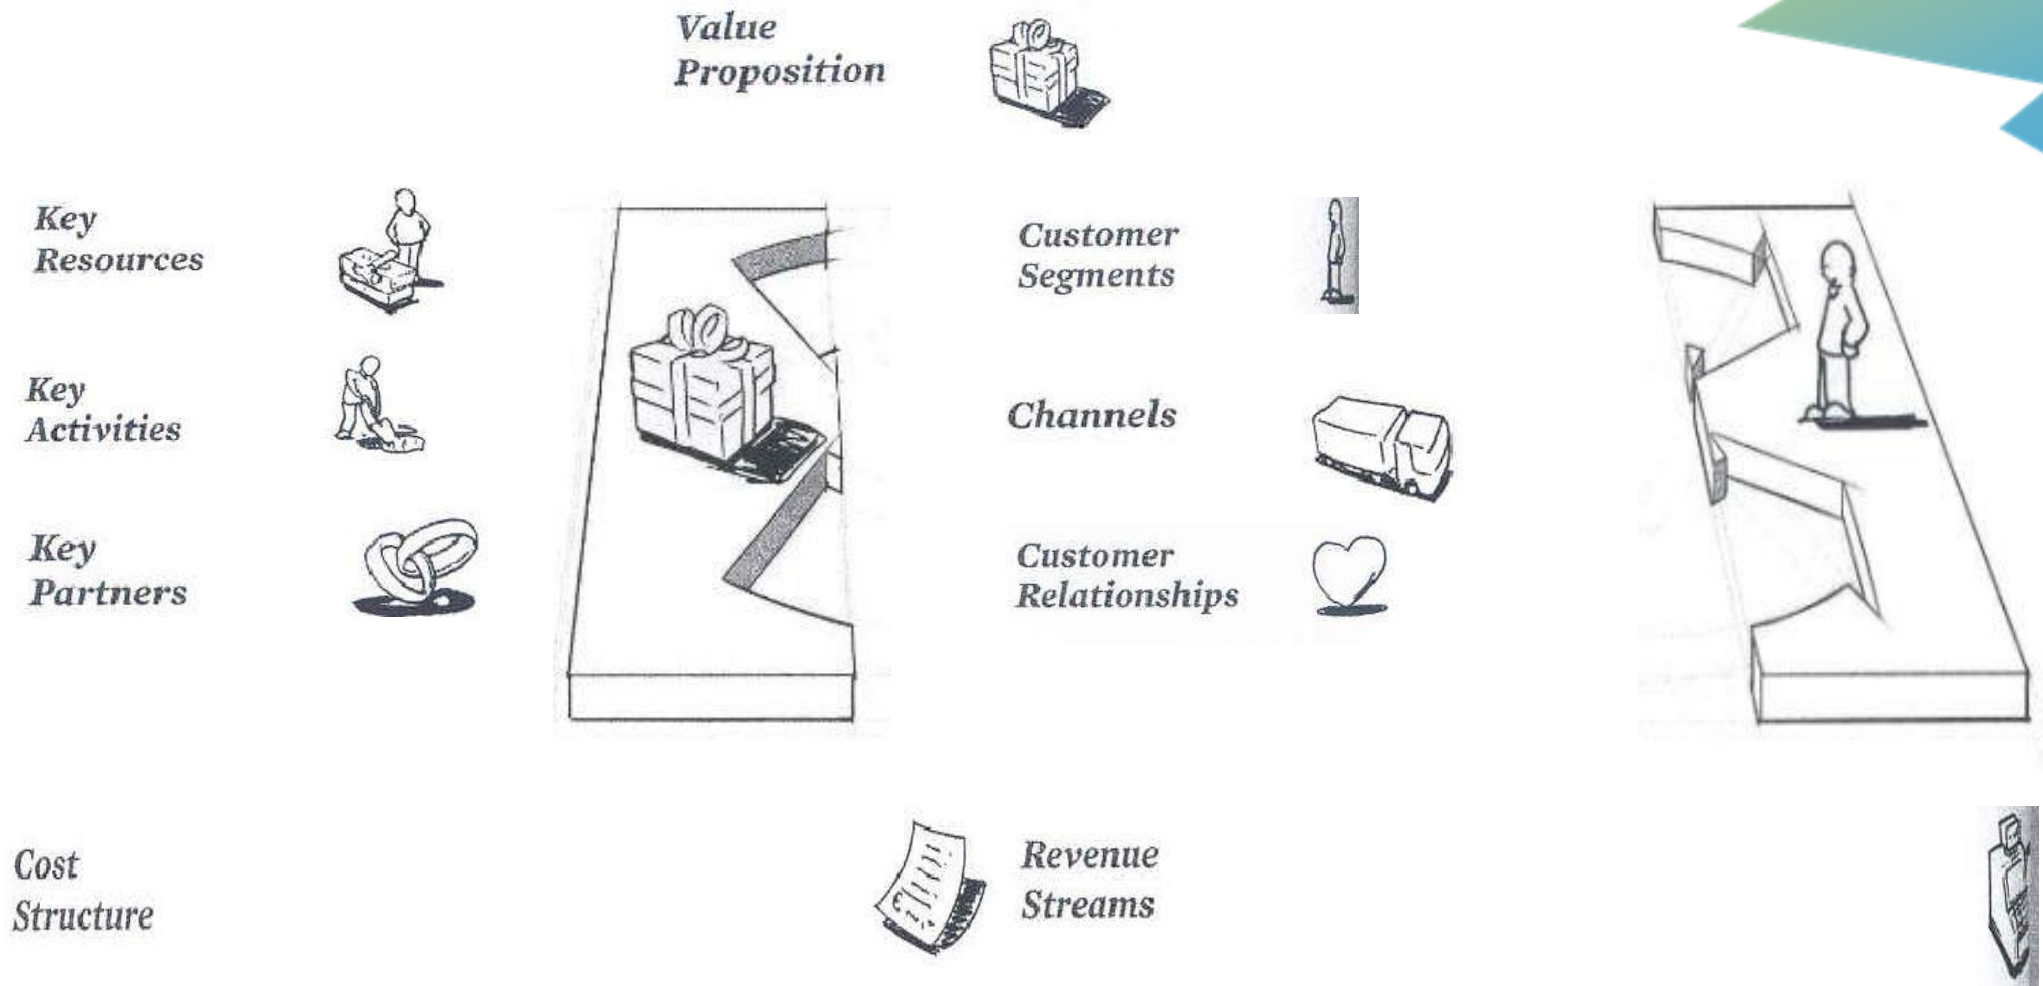 Value
Proposition
Key
Resources
Key
Activities
Key
Partners
Customer
Segments
Channels
Customer
Relationships
Cost
Structure
Revenue
Streams